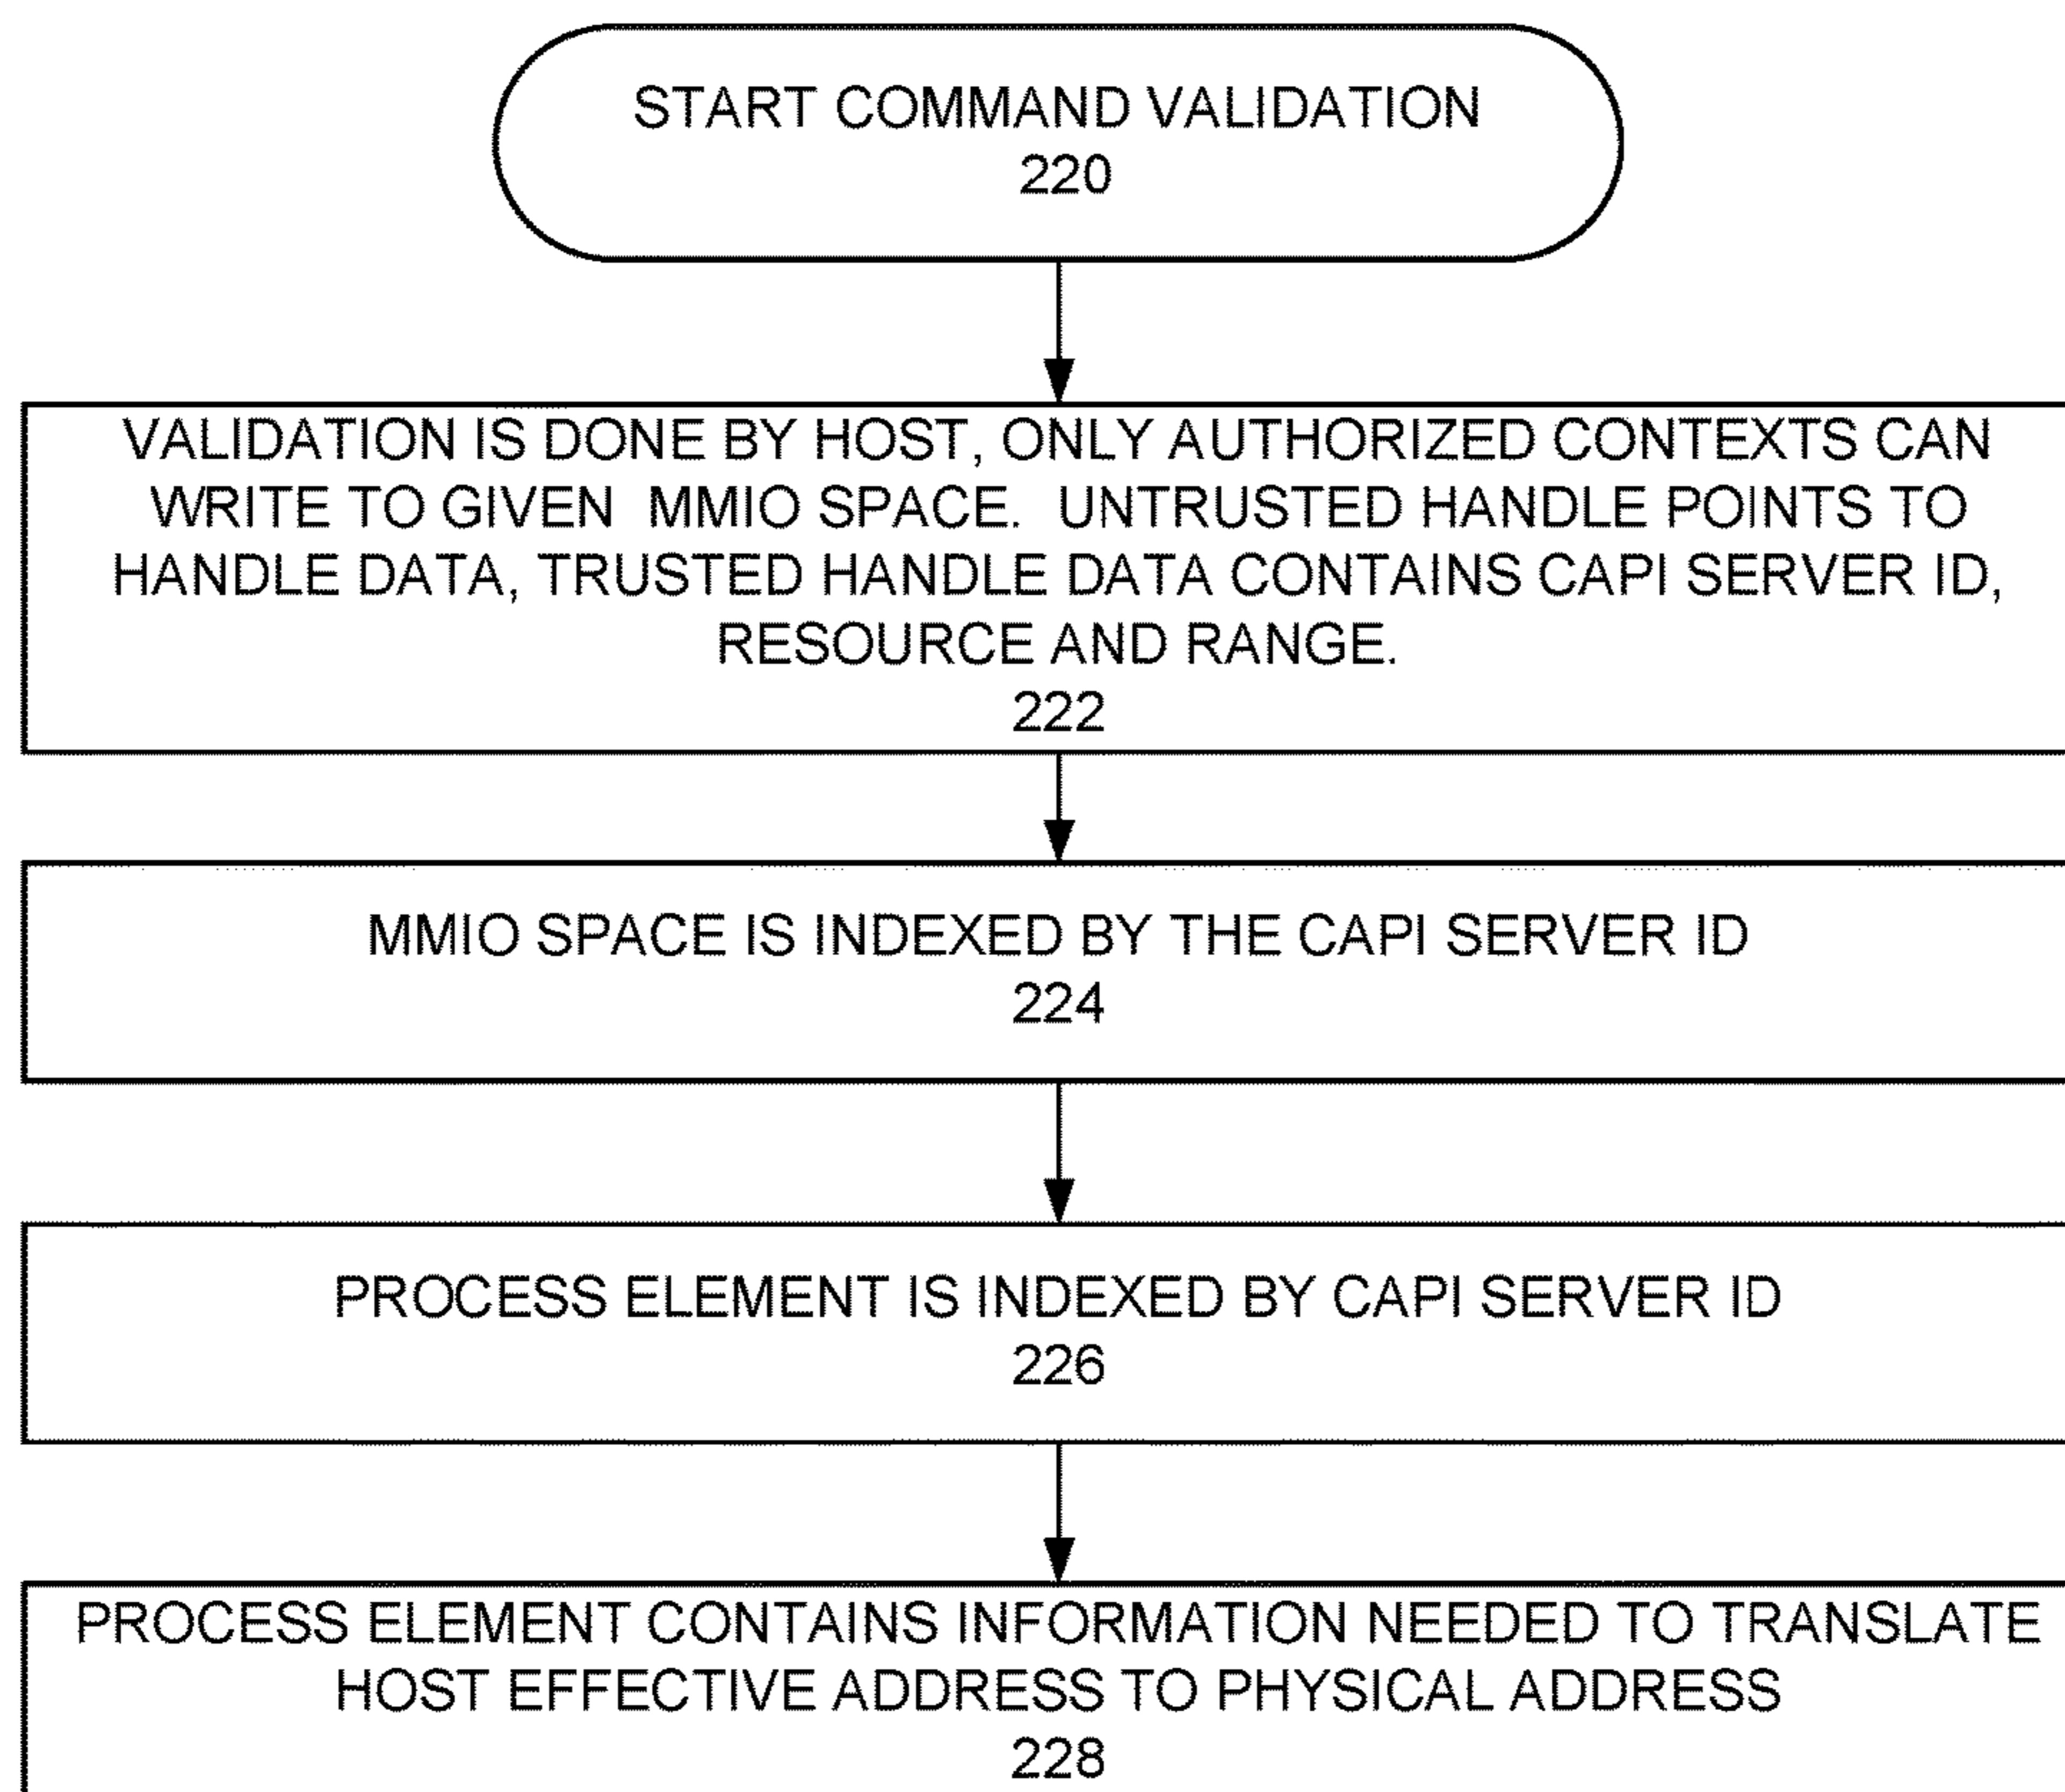 START COMMAND VALIDATION
220
VALIDATION IS DONE BY HOST, ONLY AUTHORIZED CONTEXTS CAN
WRITE TO GIVEN MMIO SPACE. UNTRUSTED HANDLE POINTS TO
HANDLE DATA, TRUSTED HANDLE DATA CONTAINS CAPI SERVER ID,
RESOURCE AND RANGE.
222
MMIO SPACE IS INDEXED BY THE CAPI SERVER ID
224
PROCESS ELEMENT IS INDEXED BY CAPI SERVER ID
226
PROCESS ELEMENT CONTAINS INFORMATION NEEDED TO TRANSLATE
HOST EFFECTIVE ADDRESS TO PHYSICAL ADDRESS
228